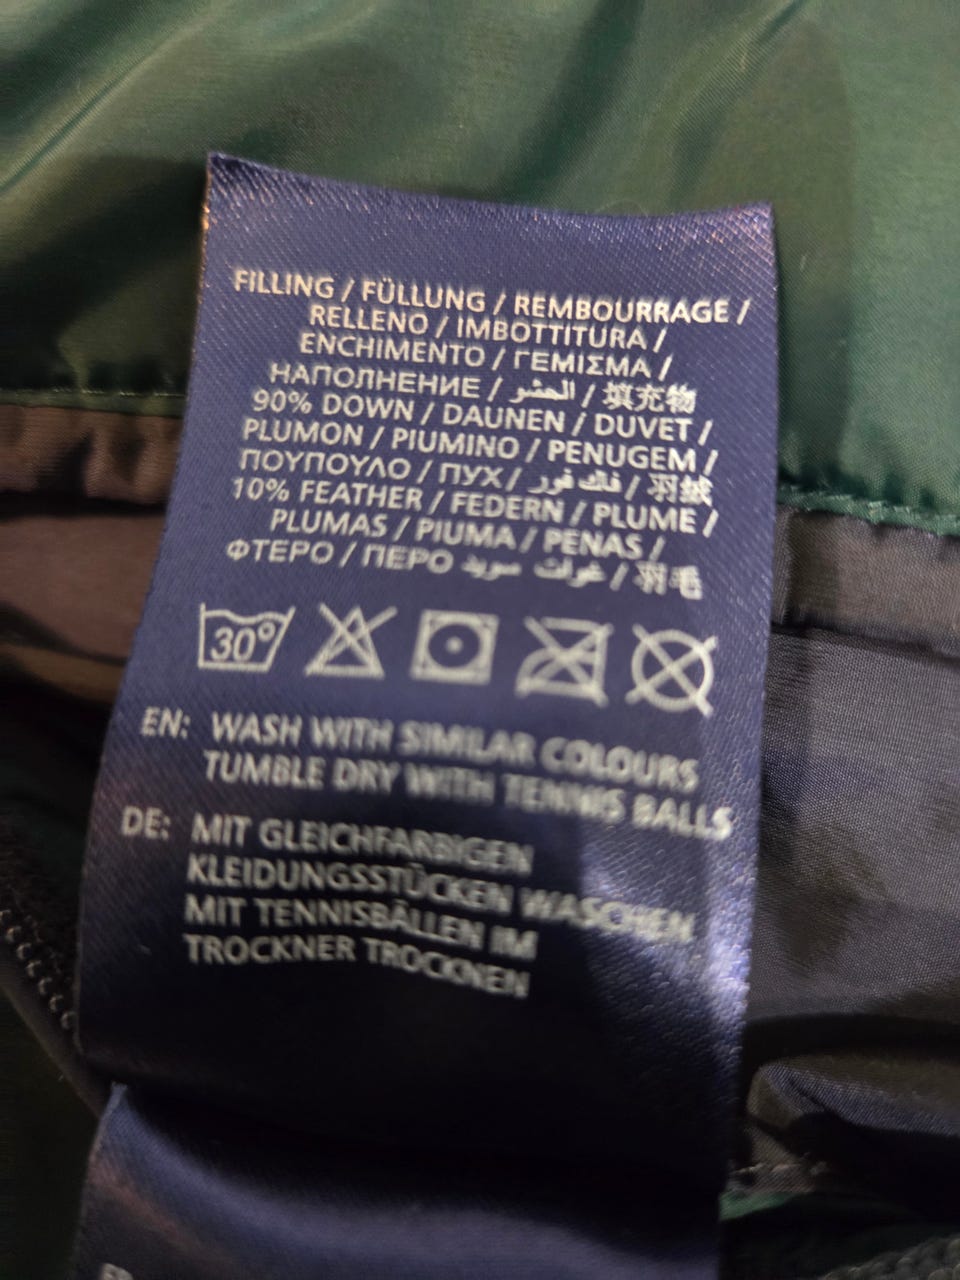 FILLING / FÜLLUNG / REMBOURRAGE /
RELLENO / IMBOTTITURA /
ENCHIMENTO / ΓΕΜΙΣΜΑ /
НАПОЛНЕНИЕ / الحشو / 填充物
90% DOWN / DAUNEN / DUVET /
PLUMON / PIUMINO / PENUGEM /
ΠΟΥΠΟΥΛΟ / ПУХ / فور / 羽绒
10% FEATHER / FEDERN / PLUME /
PLUMAS / PIUMA / PENAS /
ΦΤΕΡΟ / ПЕРО / 羽毛
30°
EN: WASH WITH SIMILAR COLOURS
TUMBLE DRY WITH TENNIS BALLS
DE: MIT GLEICHFARBIGEN
KLEIDUNGSSTÜCKEN WASCHEN
MIT TENNISBÄLLEN IM
TROCKNER TROCKNEN